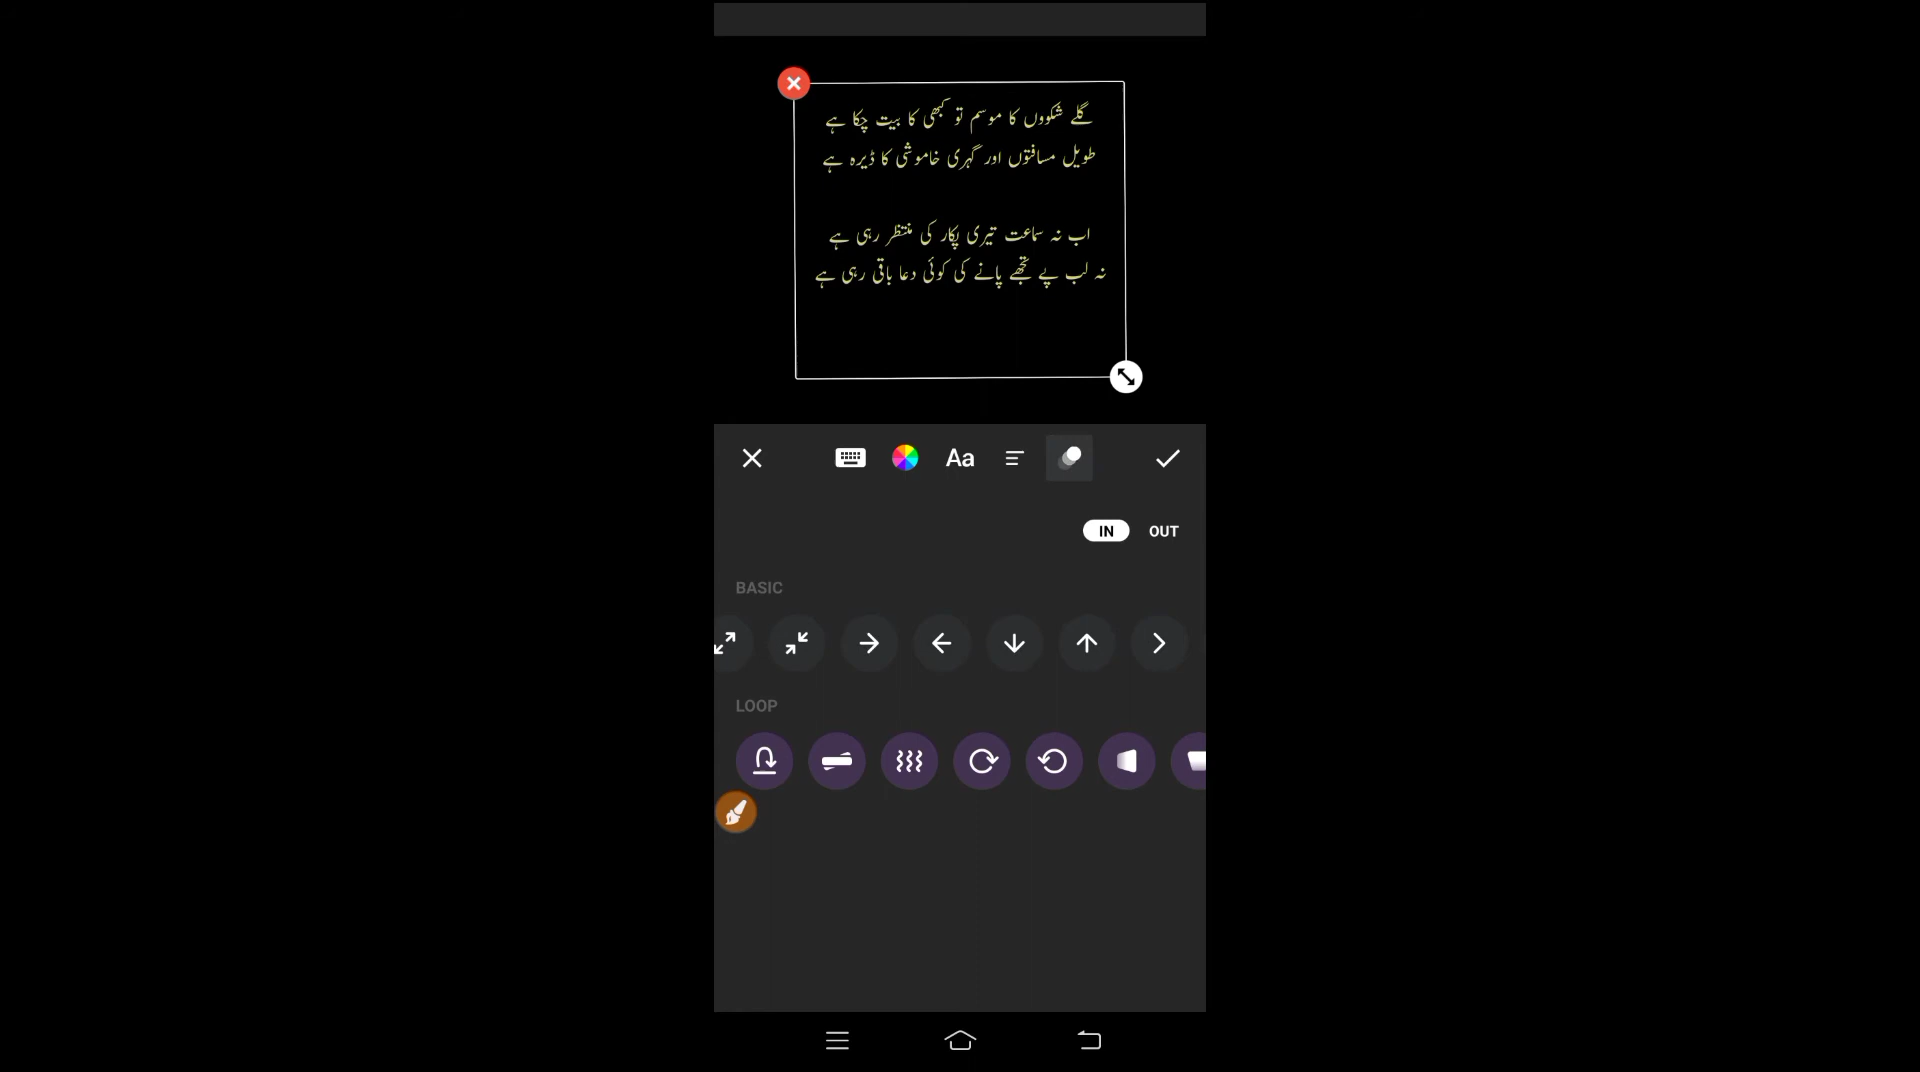 گلے شکووں کا موسم تو کبھی کا بیت چکا ہے
طویل مسافتوں اور گہری خاموشی کا ڈیرہ ہے
اب نہ سماعت تیری پکار کی منتظر رہی ہے
نہ لب پے تجھے پانے کی کوئی دعا باقی رہی ہے
Aa
IN OUT
BASIC
LOOP